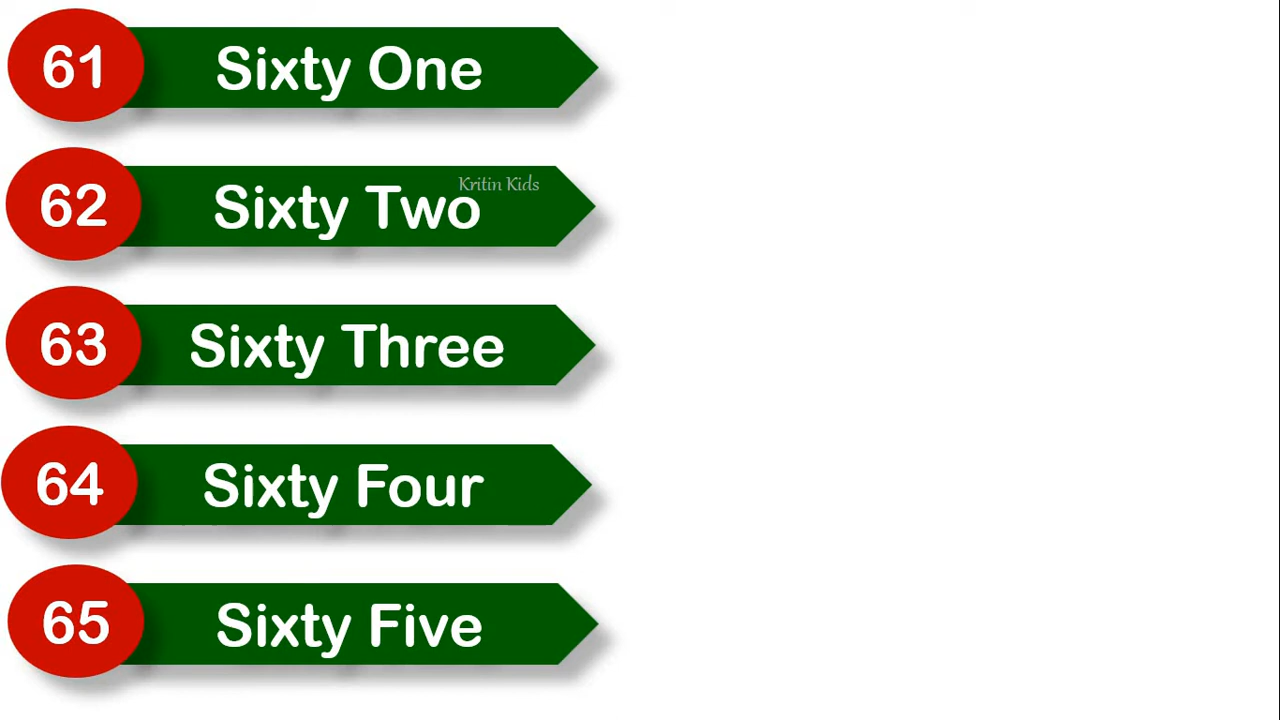 61 Sixty One
Kritin Kids
62 Sixty Two
63 Sixty Three
64 Sixty Four
65 Sixty Five